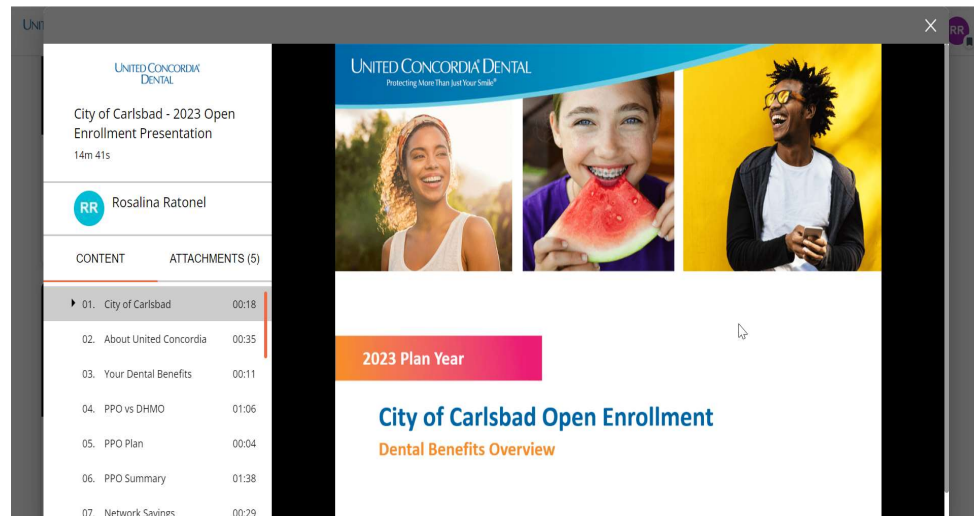 UNITED CONCORDIA®
DENTAL
City of Carlsbad - 2023 Open
Enrollment Presentation
14m 41s
RR
Rosalina Ratonel
CONTENT
ATTACHMENTS (5)
01. City of Carlsbad 00:18
02. About United Concordia 00:35
03. Your Dental Benefits 00:11
04. PPO vs DHMO 01:06
05. PPO Plan 00:04
06. PPO Summary 01:38
07. Network Savings 00:29
UNITED CONCORDIA® DENTAL
Protecting More Than Just Your Smile®
2023 Plan Year
City of Carlsbad Open Enrollment
Dental Benefits Overview
RR